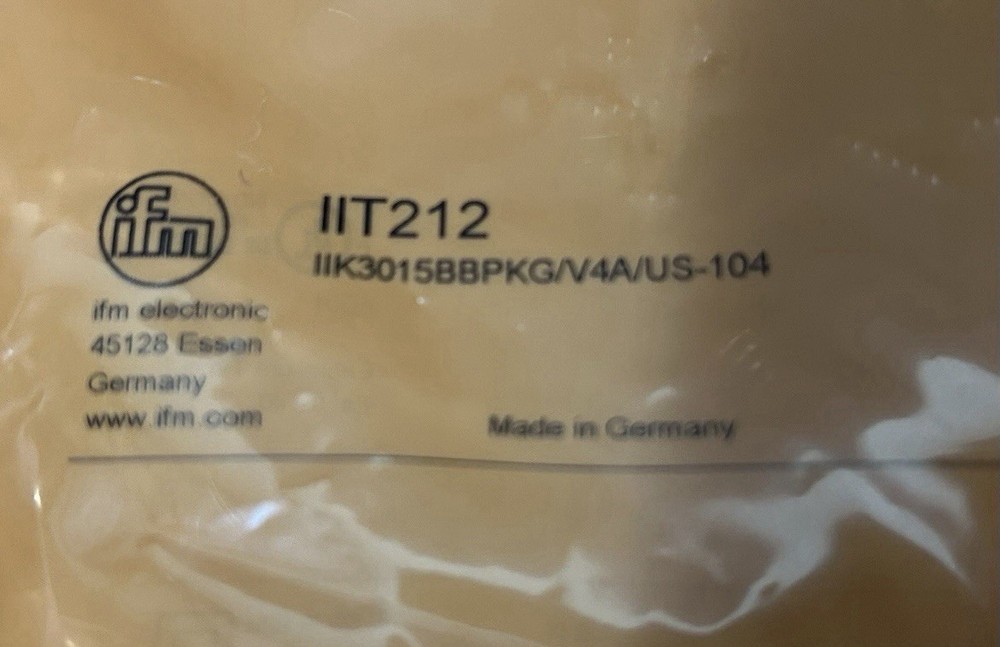 ifm
IIT212
IIK3015BBPKG/V4A/US-104
ifm electronic
45128 Essen
Germany
www.ifm.com
Made in Germany